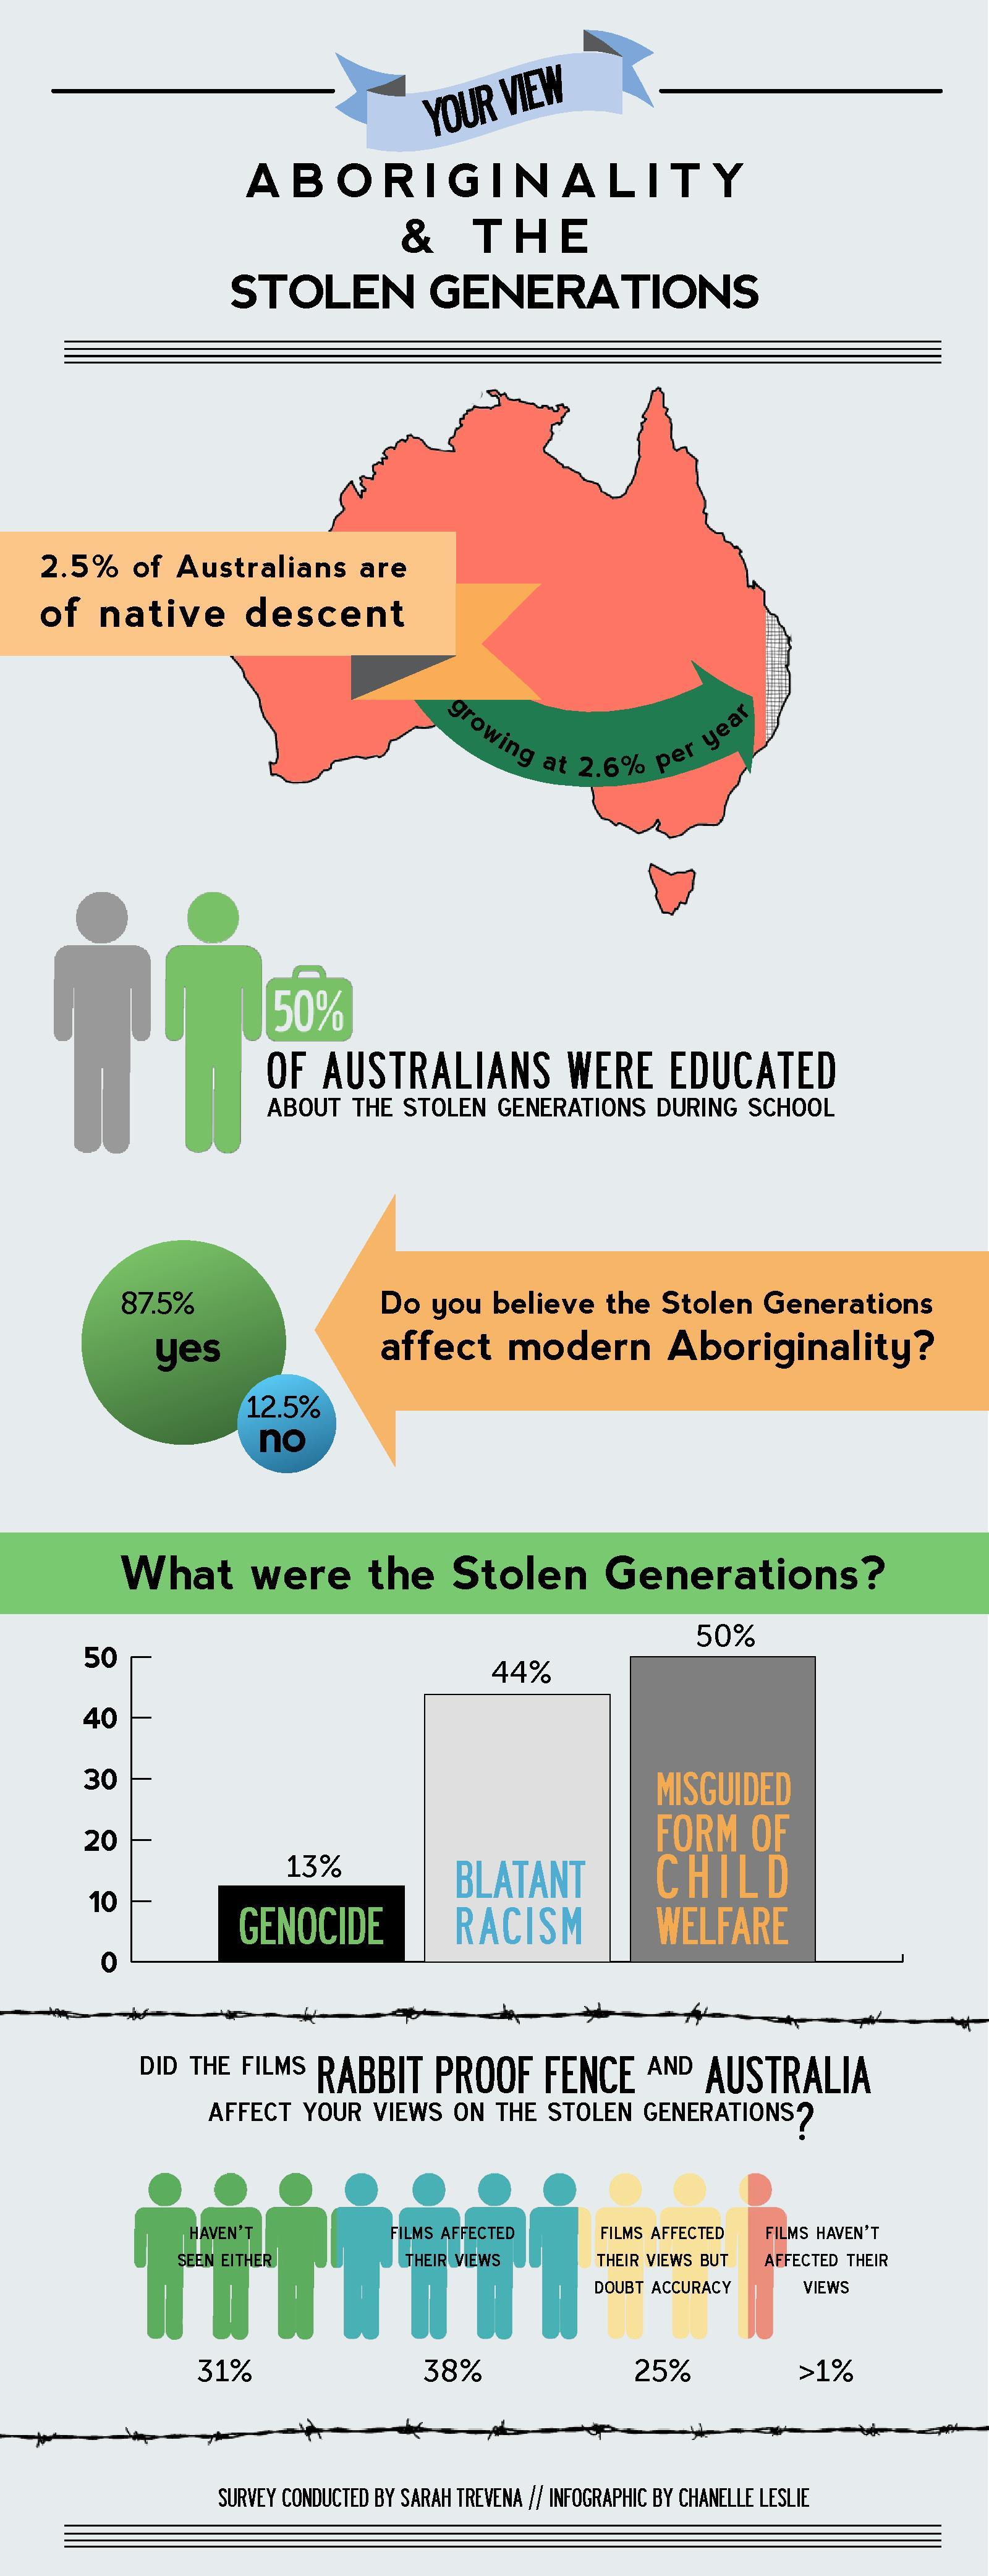 YOUR VIEW
ABORIGINALITY
& THE
STOLEN GENERATIONS
2.5% of Australians are
of native descent
growing at 2.6% per year
50%
OF AUSTRALIANS WERE EDUCATED
ABOUT THE STOLEN GENERATIONS DURING SCHOOL
87.5%
yes
12.5%
no
Do you believe the Stolen Generations
affect modern Aboriginality?
What were the Stolen Generations?
50
40
30
20
10
0
13%
GENOCIDE
44%
BLATANT
RACISM
50%
MISGUIDED
FORM OF
CHILD
WELFARE
DID THE FILMS RABBIT PROOF FENCE AND AUSTRALIA
AFFECT YOUR VIEWS ON THE STOLEN GENERATIONS?
HAVEN'T
SEEN EITHER
31%
FILMS AFFECTED
THEIR VIEWS
38%
FILMS AFFECTED
THEIR VIEWS BUT
DOUBT ACCURACY
25%
FILMS HAVEN'T
AFFECTED THEIR
VIEWS
>1%
SURVEY CONDUCTED BY SARAH TREVENA // INFOGRAPHIC BY CHANELLE LESLIE